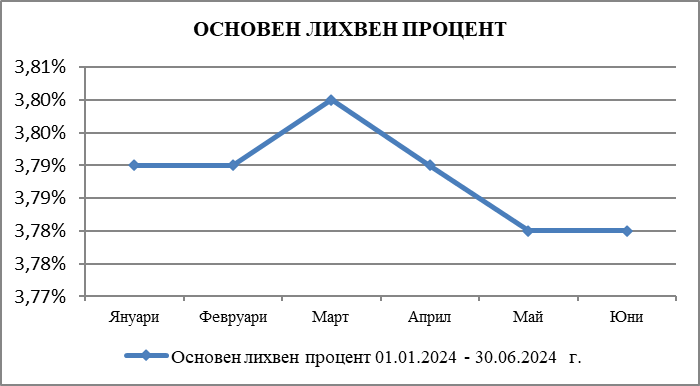 ОСНОВЕН ЛИХВЕН ПРОЦЕНТ
3,81%
3,80%
3,80%
3,79%
3,79%
3,78%
3,78%
3,77%
Януари Февруари Март Април Май Юни
Основен лихвен процент 01.01.2024 - 30.06.2024 г.